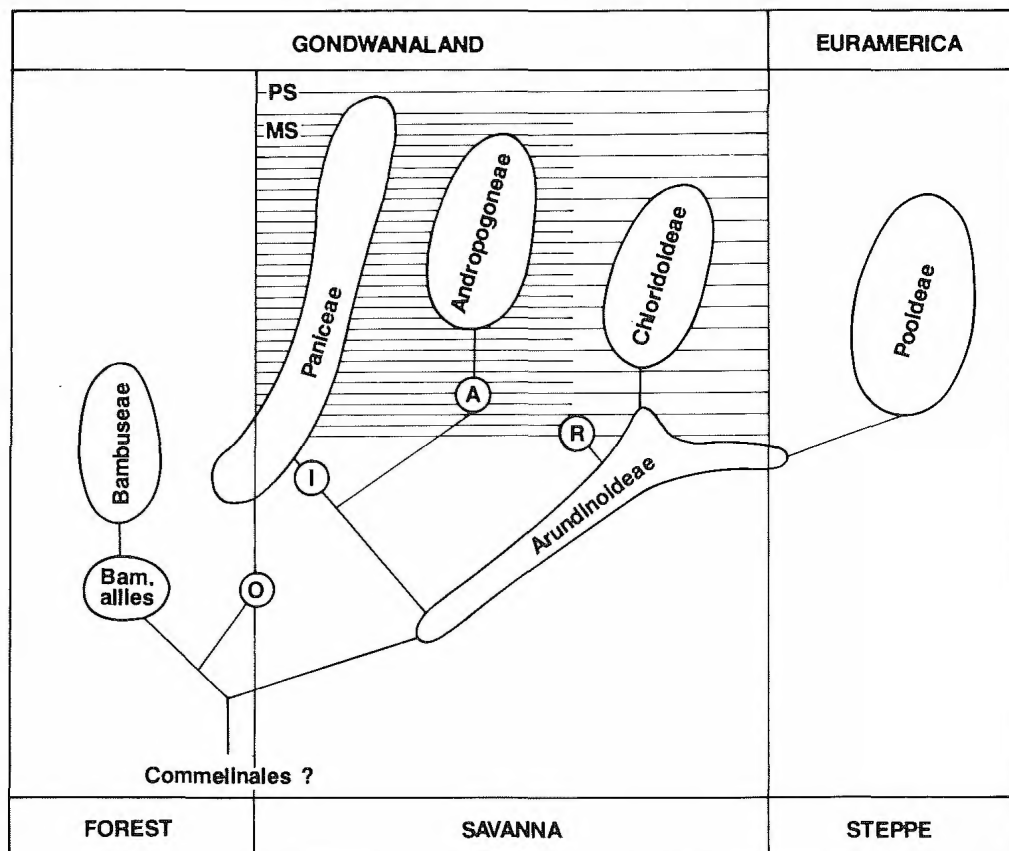 GONDWANALAND
EURAMERICA
PS
MS
Paniceae
Andropogoneae
Chloridoideae
Pooideae
Bambuseae
A
R
I
Arundinoideae
Bam.
allies
O
Commelinales ?
FOREST
SAVANNA
STEPPE